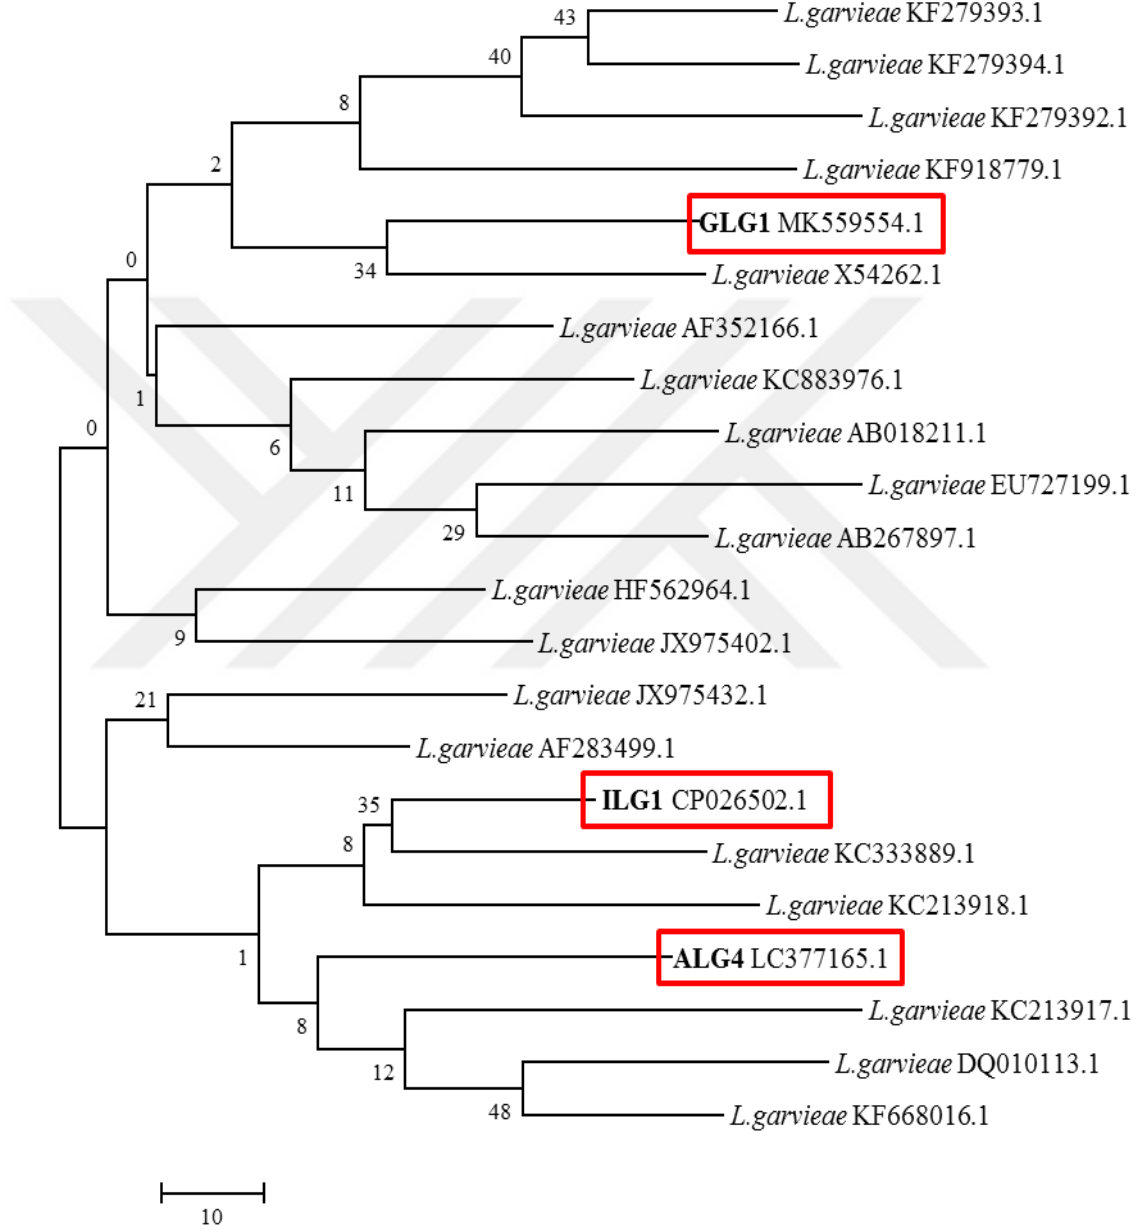 43
L.garvieae KF279393.1
40
L.garvieae KF279394.1
8
L.garvieae KF279392.1
2
L.garvieae KF918779.1
GLG1 MK559554.1
0
34
L.garvieae X54262.1
L.garvieae AF352166.1
1
L.garvieae KC883976.1
0
6
L.garvieae AB018211.1
11
L.garvieae EU727199.1
29
L.garvieae AB267897.1
L.garvieae HF562964.1
9
L.garvieae JX975402.1
21
L.garvieae JX975432.1
L.garvieae AF283499.1
35
ILG1 CP026502.1
8
L.garvieae KC333889.1
L.garvieae KC213918.1
1
ALG4 LC377165.1
8
L.garvieae KC213917.1
12
L.garvieae DQ010113.1
48
L.garvieae KF668016.1
10